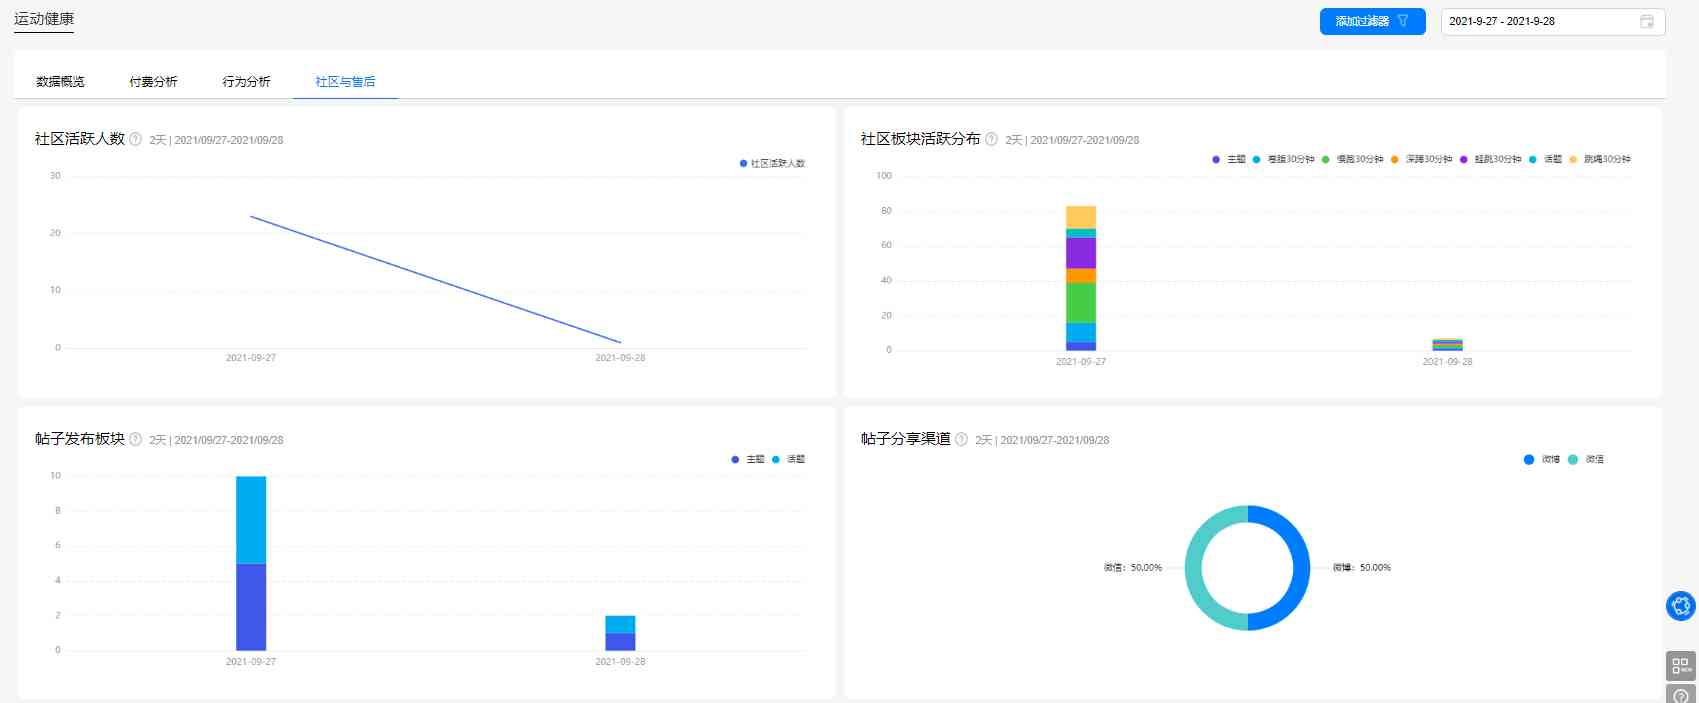 运动健康
添加过滤器
2021-9-27 - 2021-9-28
数据概览 付费分析 行为分析 社区与售后
社区活跃人数 2天 | 2021/09/27-2021/09/28
社区活跃人数
30
20
10
0
2021-09-27 2021-09-28
社区板块活跃分布 2天 | 2021/09/27-2021/09/28
主题 卷腹30分钟 慢跑30分钟 深蹲30分钟 蛙跳30分钟 话题 跳绳30分钟
100
80
60
40
20
0
2021-09-27 2021-09-28
帖子发布板块 2天 | 2021/09/27-2021/09/28
主题 话题
10
8
6
4
2
0
2021-09-27 2021-09-28
帖子分享渠道 2天 | 2021/09/27-2021/09/28
微博 微信
微信: 50.00% 微博: 50.00%